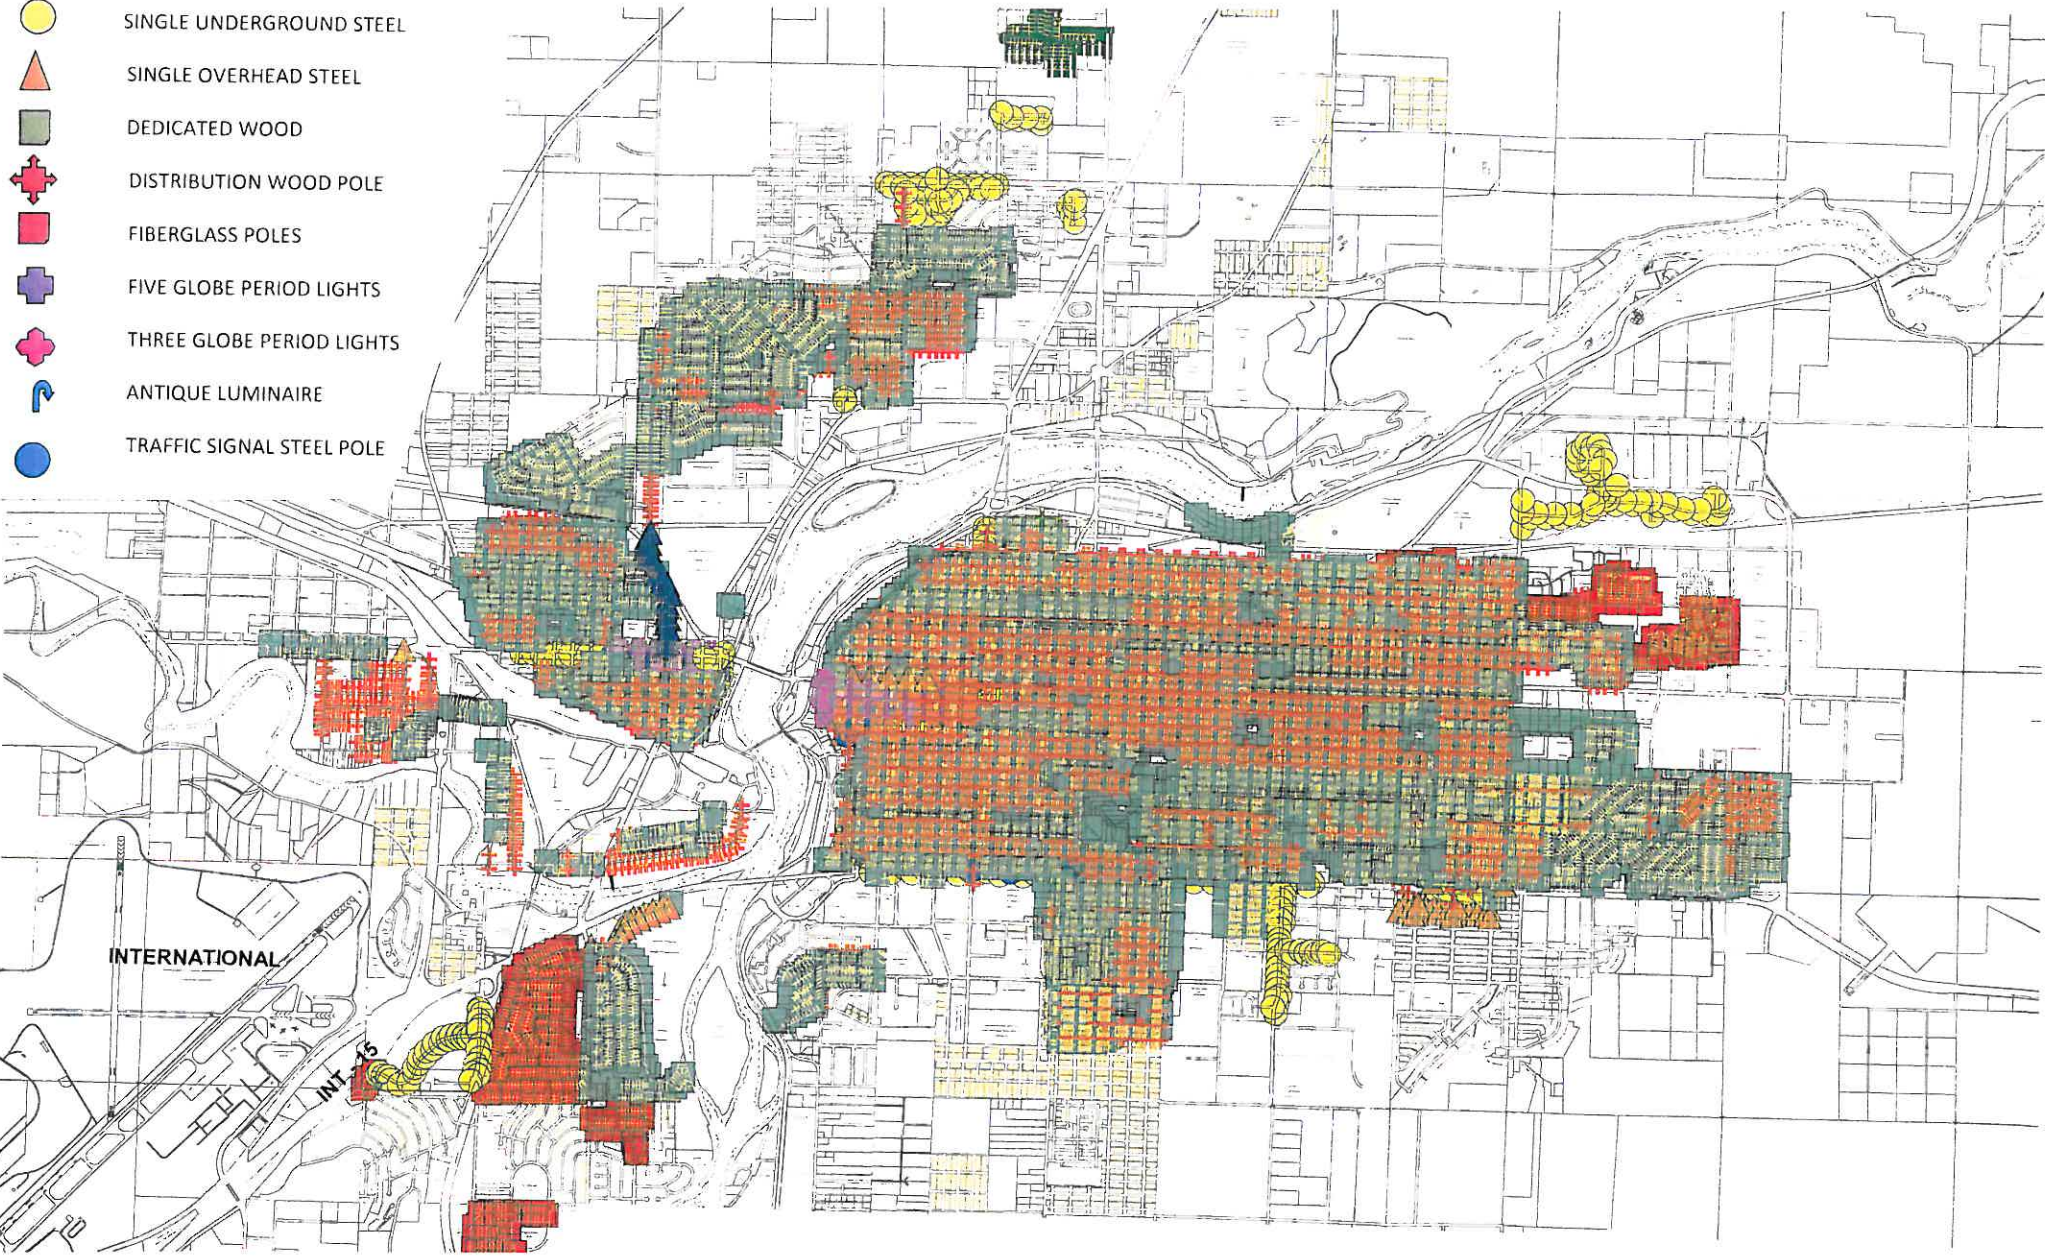 SINGLE UNDERGROUND STEEL
SINGLE OVERHEAD STEEL
DEDICATED WOOD
DISTRIBUTION WOOD POLE
FIBERGLASS POLES
FIVE GLOBE PERIOD LIGHTS
THREE GLOBE PERIOD LIGHTS
ANTIQUE LUMINAIRE
TRAFFIC SIGNAL STEEL POLE
INTERNATIONAL
INT - 15